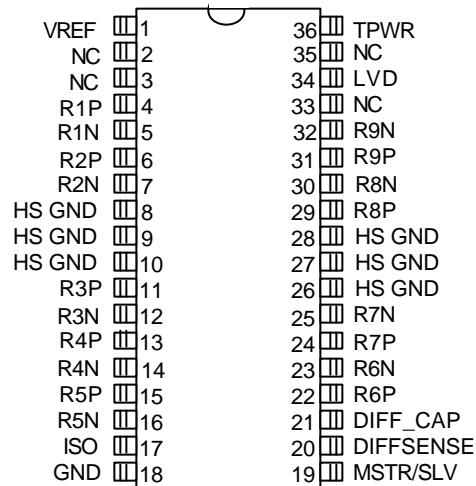 VREF 1 36 TPWR
NC 2 35 NC
NC 3 34 LVD
R1P 4 33 NC
R1N 5 32 R9N
R2P 6 31 R9P
R2N 7 30 R8N
HS GND 8 29 R8P
HS GND 9 28 HS GND
HS GND 10 27 HS GND
R3P 11 26 HS GND
R3N 12 25 R7N
R4P 13 24 R7P
R4N 14 23 R6N
R5P 15 22 R6P
R5N 16 21 DIFF_CAP
ISO 17 20 DIFFSENSE
GND 18 19 MSTR/SLV